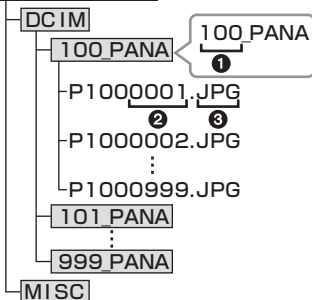 DCIM
100_PANA
100_PANA
❶
P1000001.JPG
❷ ❸
P1000002.JPG
P1000999.JPG
101_PANA
999_PANA
MISC